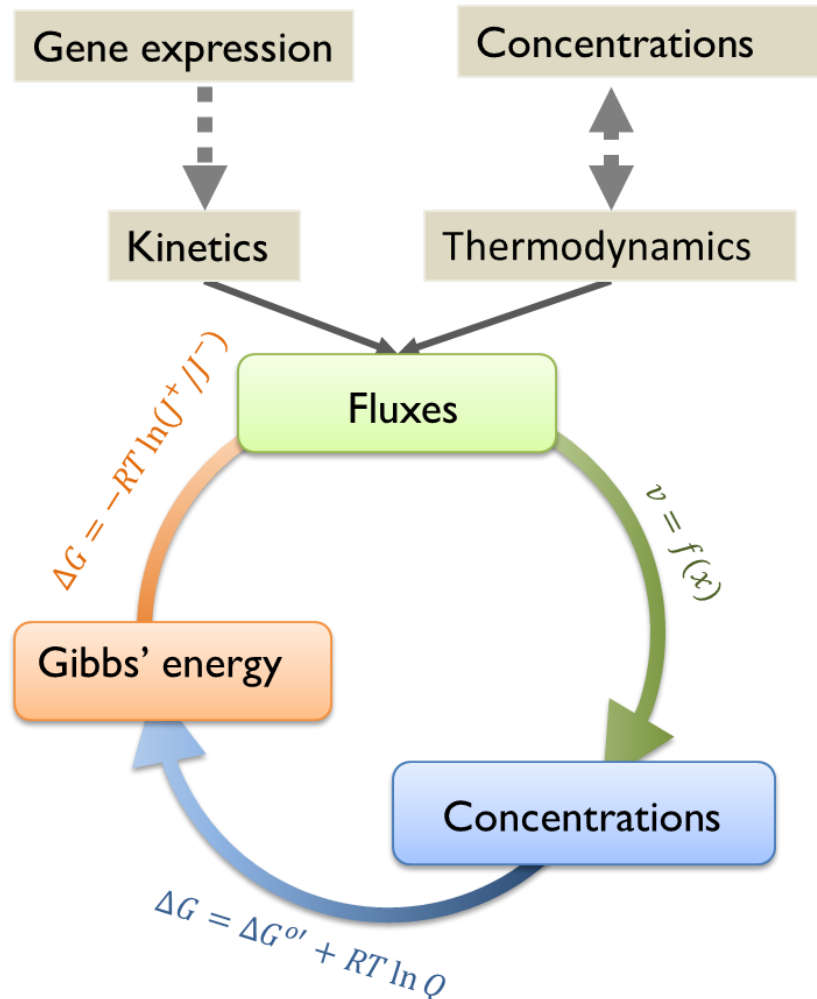 Gene expression
Concentrations
Kinetics
Thermodynamics
ΔG = −RT ln(J⁺/J⁻)
Fluxes
v = f(x)
Gibbs’ energy
Concentrations
ΔG = ΔG°′ + RT ln Q